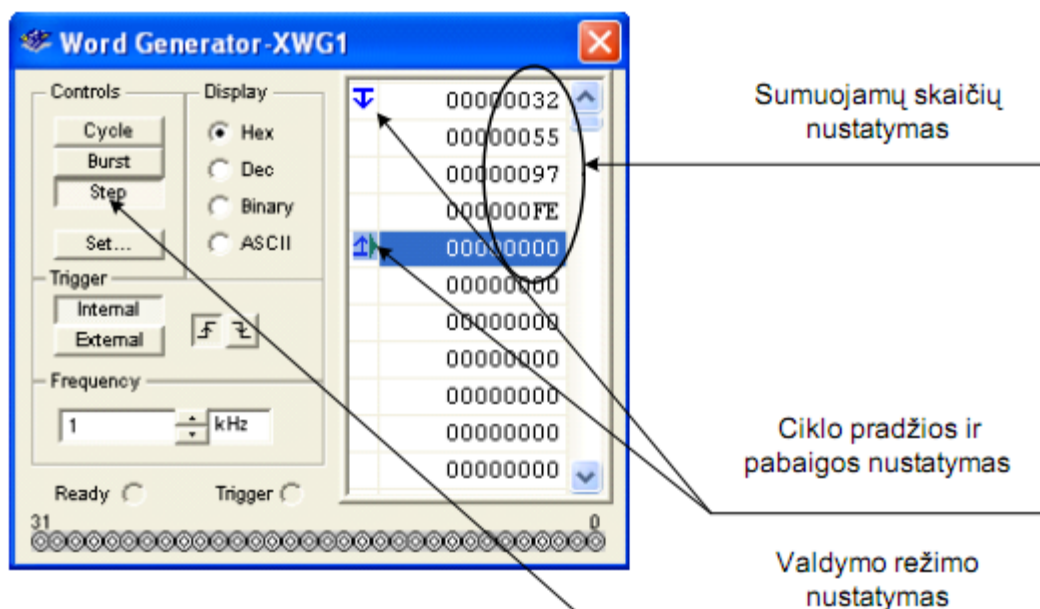 Word Generator-XWG1
Controls
Cycle
Burst
Step
Set...
Display
Hex
Dec
Binary
ASCII
Trigger
Internal
External
Frequency
1
kHz
Ready
Trigger
31
0
00000032
00000055
00000097
000000FE
00000000
00000000
00000000
00000000
00000000
00000000
00000000
Sumuojamų skaičių
nustatymas
Ciklo pradžios ir
pabaigos nustatymas
Valdymo režimo
nustatymas